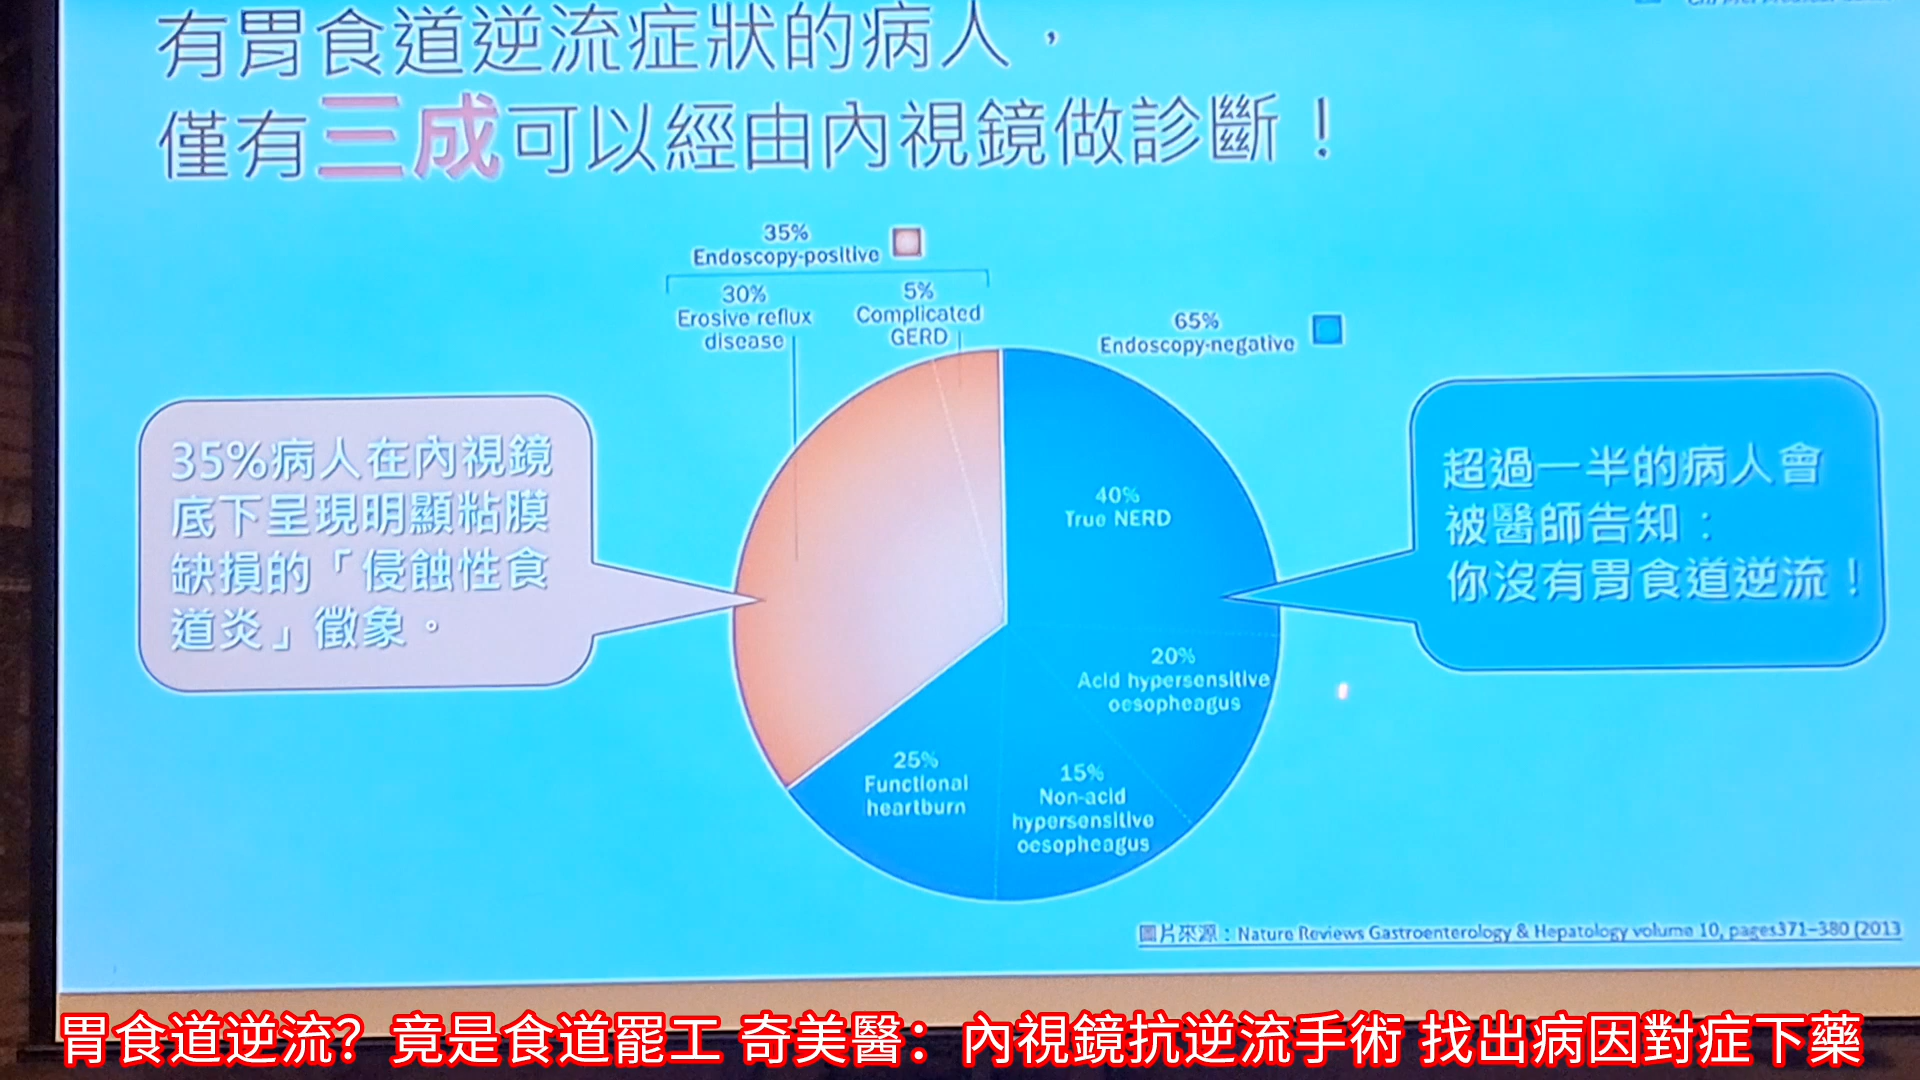 有胃食道逆流症狀的病人，
僅有三成可以經由內視鏡做診斷！
35%
Endoscopy-positive
30%
Erosive reflux
disease
5%
Complicated
GERD
65%
Endoscopy-negative
35%病人在內視鏡
底下呈現明顯粘膜
缺損的「侵蝕性食
道炎」徵象。
40%
True NERD
20%
Acid hypersensitive
oesopheagus
15%
Non-acid
hypersensitive
oesopheagus
25%
Functional
heartburn
超過一半的病人會
被醫師告知：
你沒有胃食道逆流！
圖片來源：Nature Reviews Gastroenterology & Hepatology volume 10, pages371–380 (2013
胃食道逆流？竟是食道罷工 奇美醫：內視鏡抗逆流手術 找出病因對症下藥